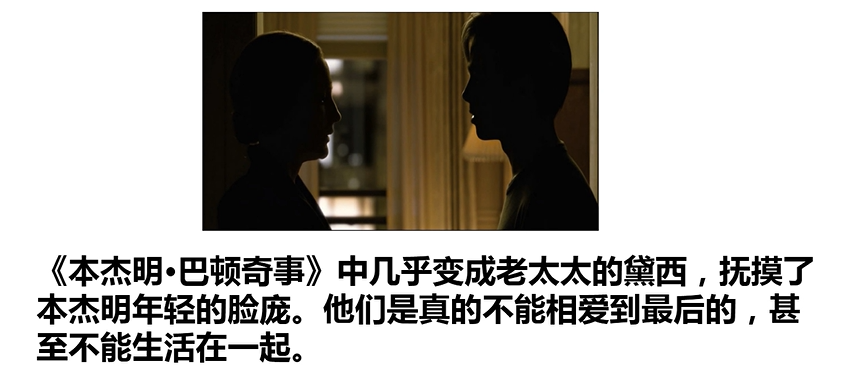 《本杰明•巴顿奇事》中几乎变成老太太的黛西，抚摸了
本杰明年轻的脸庞。他们是真的不能相爱到最后的，甚
至不能生活在一起。